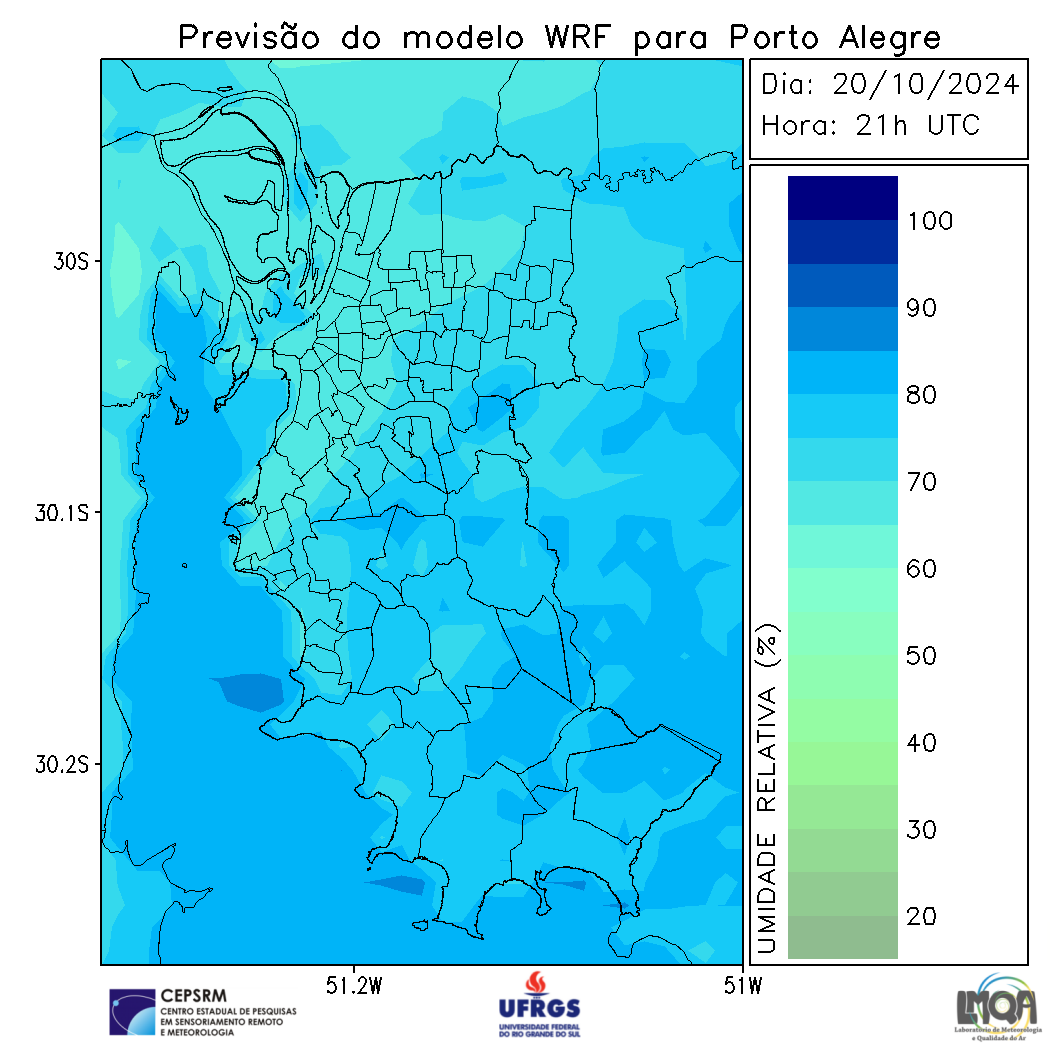 Previsão do modelo WRF para Porto Alegre
Dia: 20/10/2024
Hora: 21h UTC
30S
30.1S
30.2S
51.2W
51W
UMIDADE RELATIVA (%)
100
90
80
70
60
50
40
30
20
CEPSRM
CENTRO ESTADUAL DE PESQUISAS
EM SENSORIAMENTO REMOTO
E METEOROLOGIA
UFRGS
UNIVERSIDADE FEDERAL
DO RIO GRANDE DO SUL
LMQA
Laboratório de Meteorologia
e Qualidade do Ar